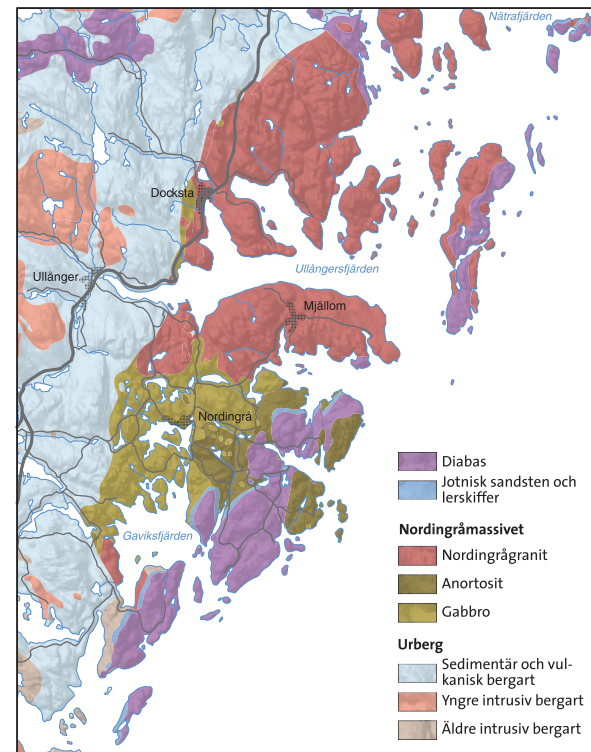 Nätrafjärden
Docksta
Ullångersfjärden
Ullånger
Mjällom
Nordingrå
Gaviksfjärden
Diabas
Jotnisk sandsten och
lerskiffer
Nordingråmassivet
Nordingrågranit
Anortosit
Gabbro
Urberg
Sedimentär och vul-
kanisk bergart
Yngre intrusiv bergart
Äldre intrusiv bergart